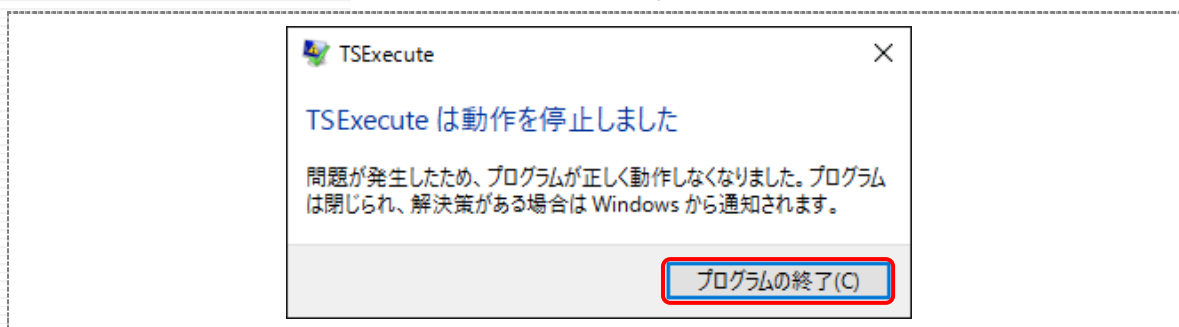 TSExecute
TSExecute は動作を停止しました
問題が発生したため、プログラムが正しく動作しなくなりました。プログラム
は閉じられ、解決策がある場合は Windows から通知されます。
プログラムの終了(C)